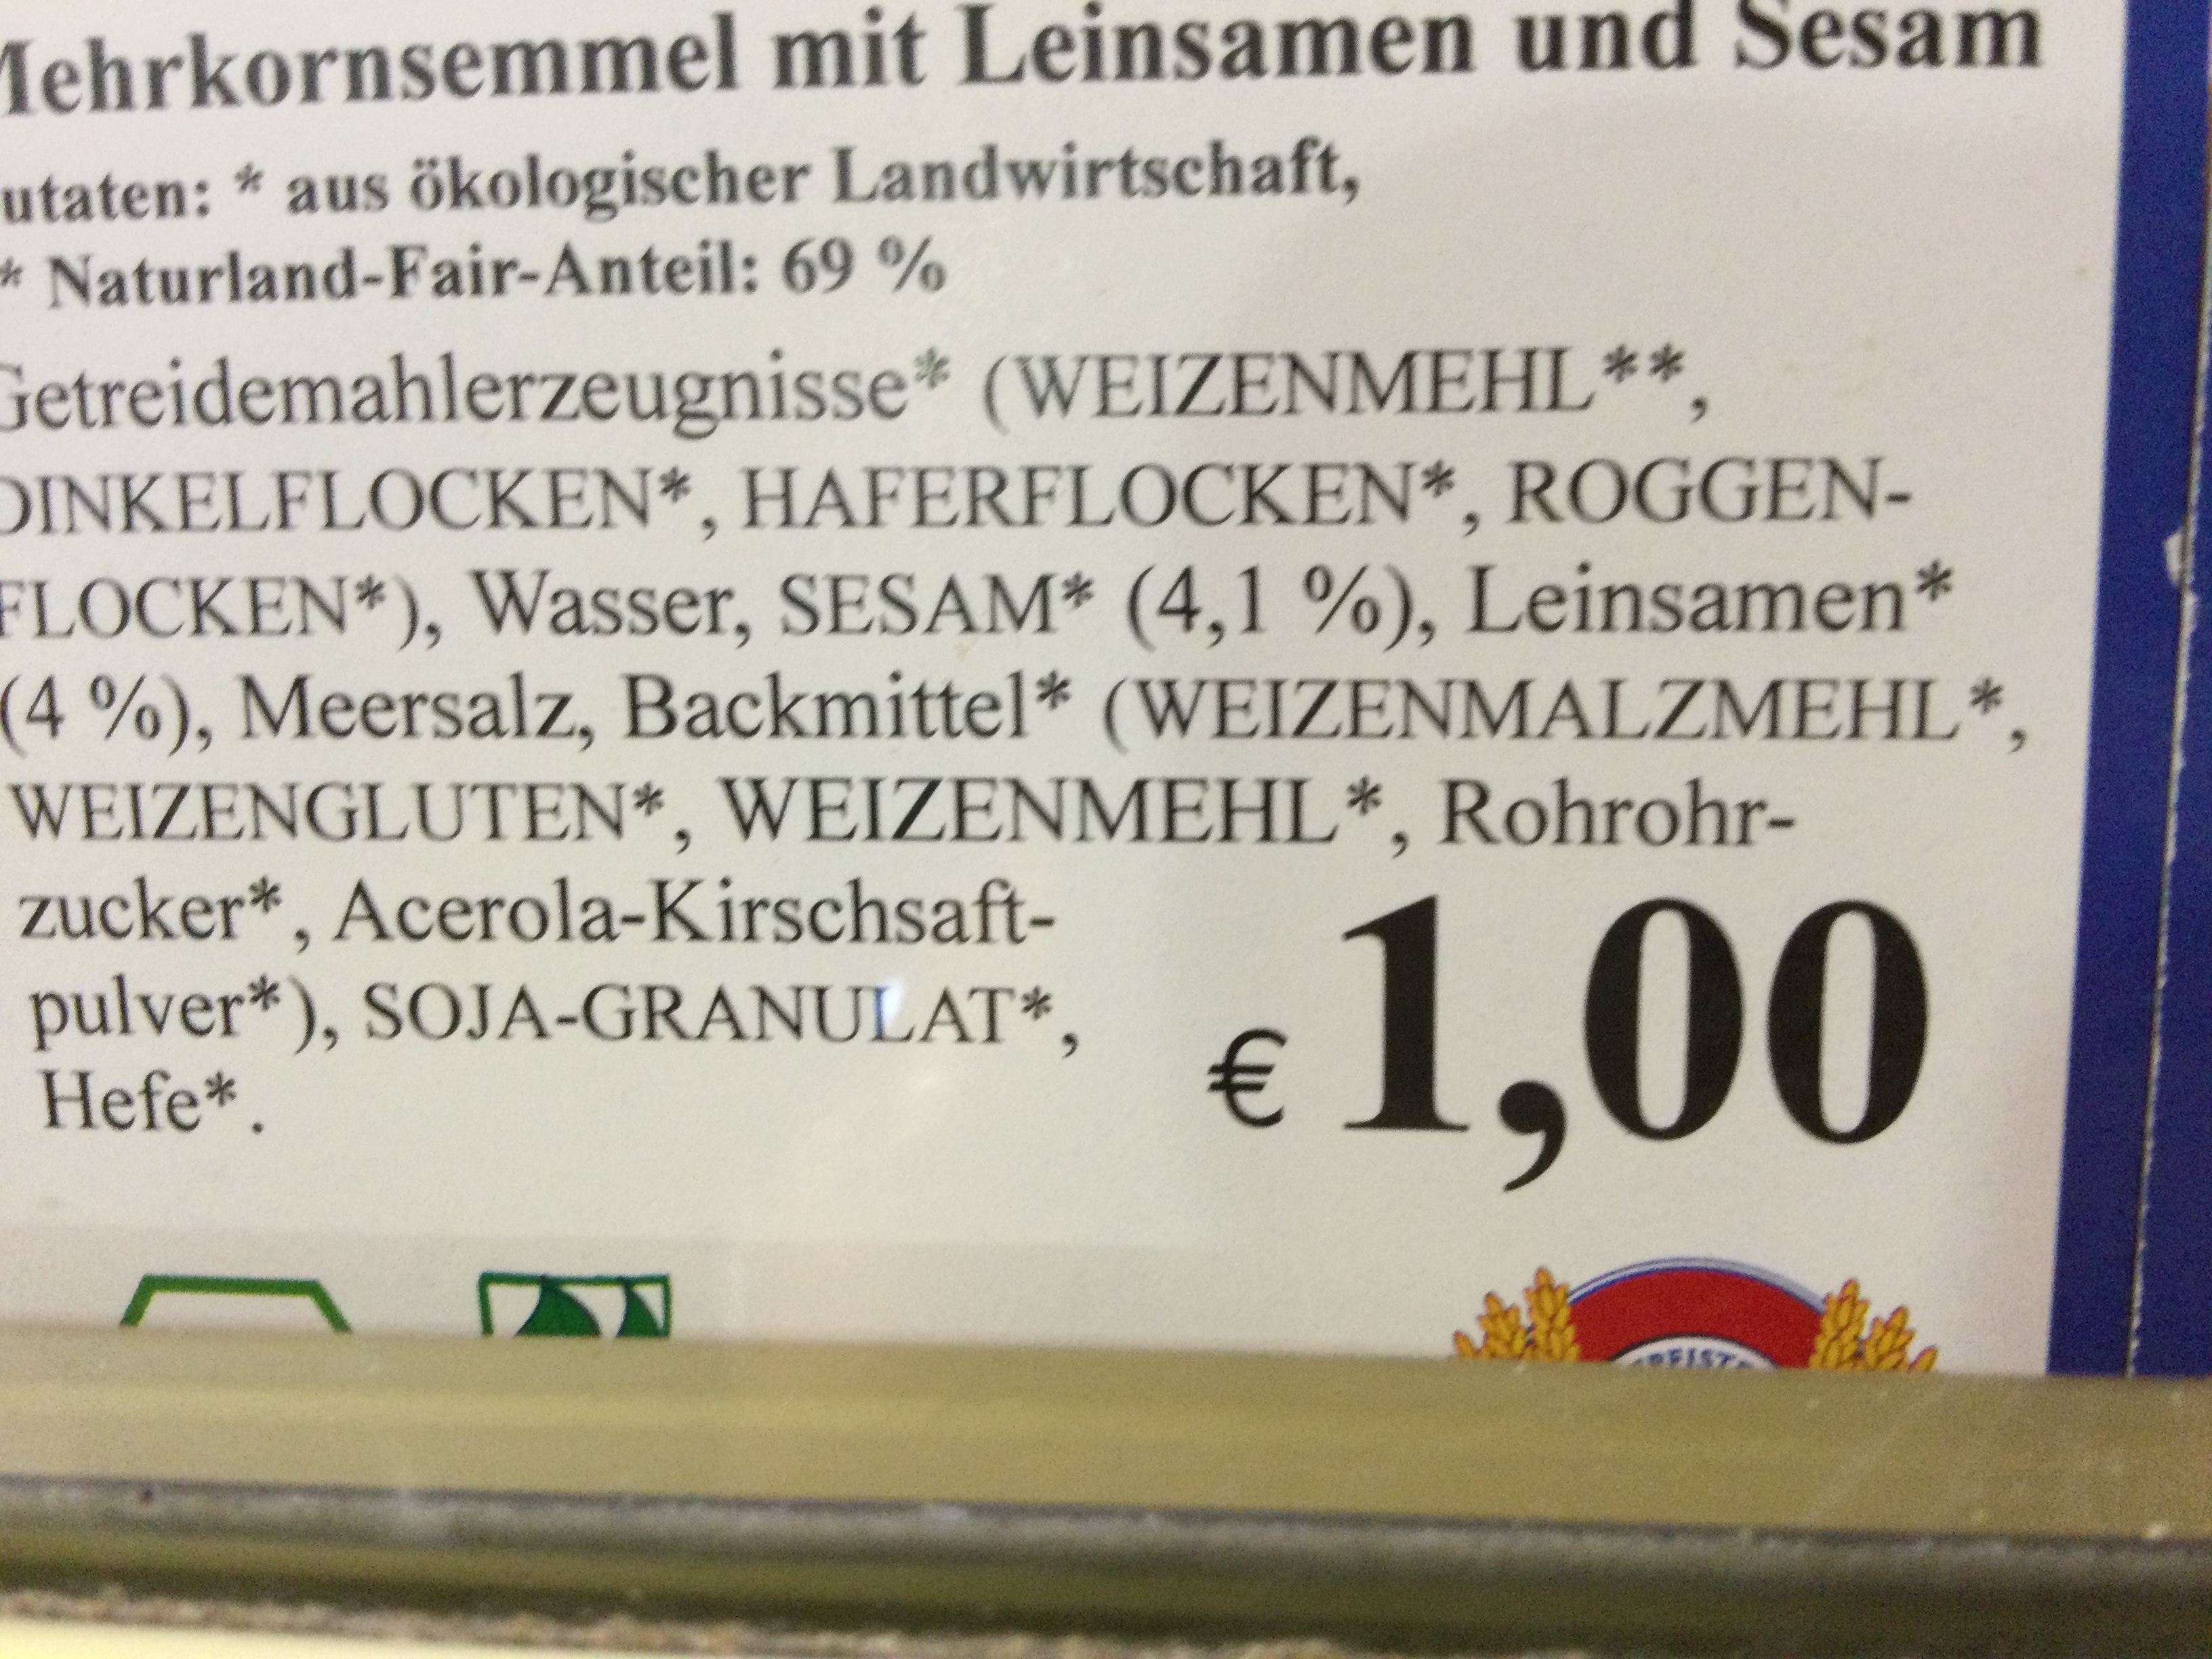 Mehrkornsemmel mit Leinsamen und Sesam
utaten: * aus ökologischer Landwirtschaft,
* Naturland-Fair-Anteil: 69 %
Getreidemahlerzeugnisse* (WEIZENMEHL**,
DINKELFLOCKEN*, HAFERFLOCKEN*, ROGGEN-
FLOCKEN*), Wasser, SESAM* (4,1 %), Leinsamen*
(4 %), Meersalz, Backmittel* (WEIZENMALZMEHL*,
WEIZENGLUTEN*, WEIZENMEHL*, Rohrohr-
zucker*, Acerola-Kirschsaft-
pulver*), SOJA-GRANULAT*,
Hefe*.
€ 1,00